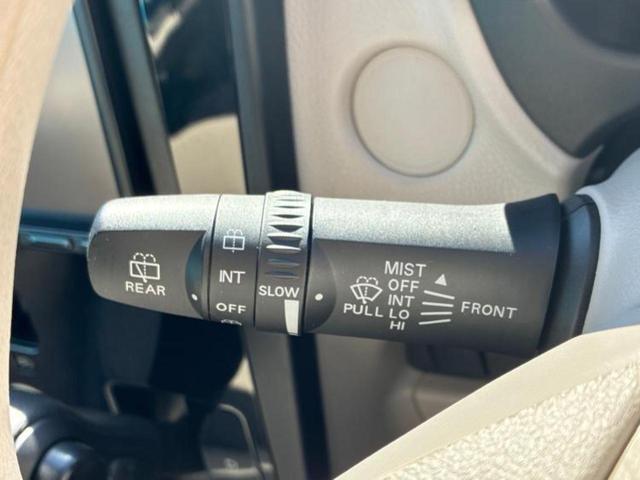 REAR
INT
OFF
SLOW
PULL
MIST
OFF
INT
LO
HI
FRONT